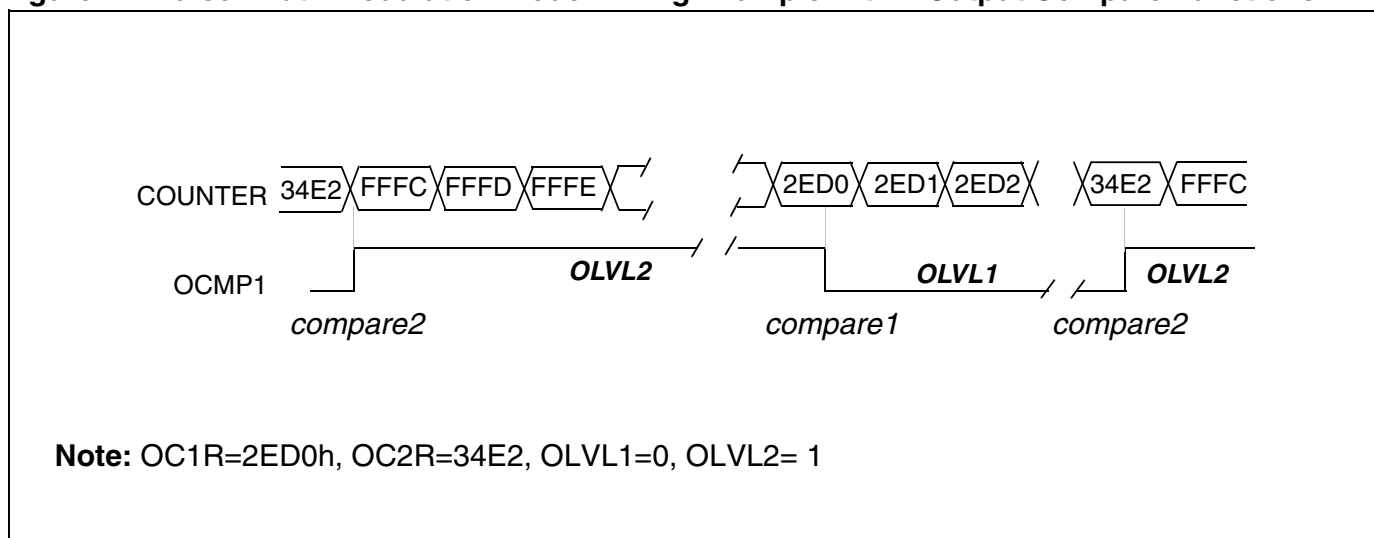 COUNTER 34E2 FFFC FFFD FFFE 2ED0 2ED1 2ED2 34E2 FFFC
OCMP1 OLVL2 OLVL1 OLVL2
compare2 compare1 compare2
Note: OC1R=2ED0h, OC2R=34E2, OLVL1=0, OLVL2= 1